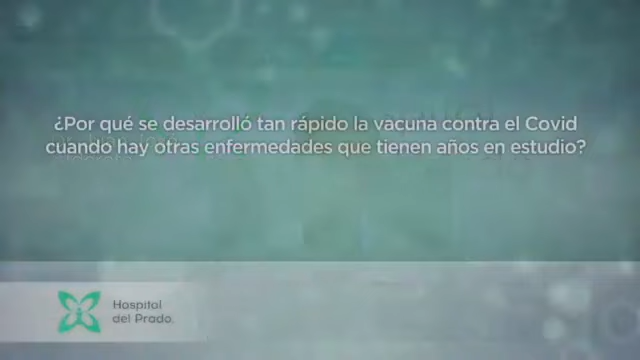 ¿Por qué se desarrolló tan rápido la vacuna contra el Covid
cuando hay otras enfermedades que tienen años en estudio?
Hospital
del Prado.